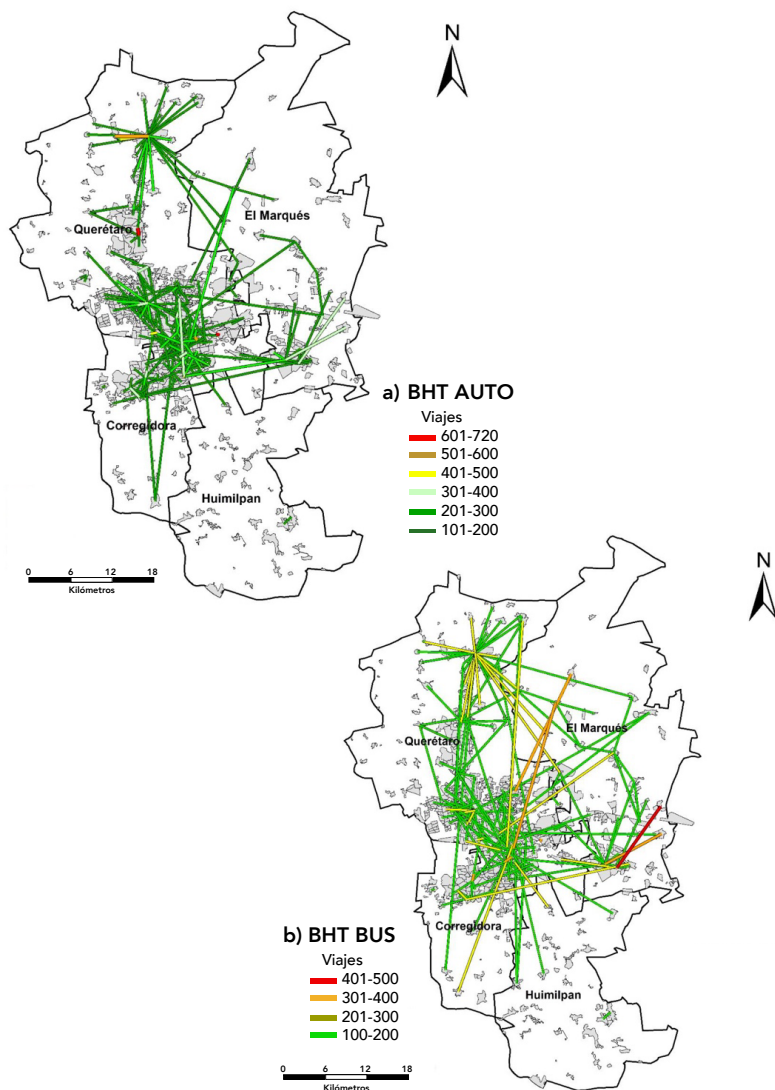 N
El Marqués
Querétaro
Corregidora
Huimilpan
a) BHT AUTO
Viajes
601-720
501-600
401-500
301-400
201-300
101-200
0 6 12 18
Kilómetros
N
El Marqués
Querétaro
Corregidora
Huimilpan
b) BHT BUS
Viajes
401-500
301-400
201-300
100-200
0 6 12 18
Kilómetros